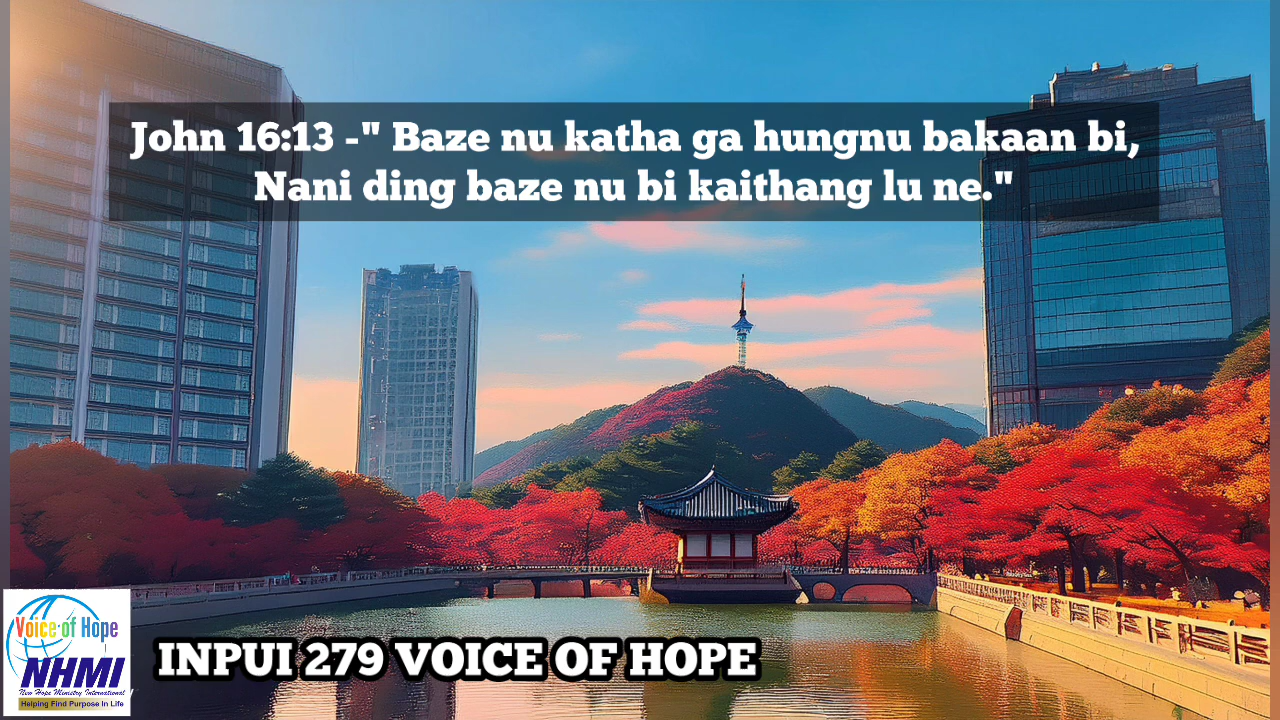 John 16:13 -" Baze nu katha ga hungnu bakaan bi,
Nani ding baze nu bi kaithang lu ne."
Voice of Hope
NHMI
New Hope Ministry International
Helping Find Purpose In Life
INPUI 279 VOICE OF HOPE